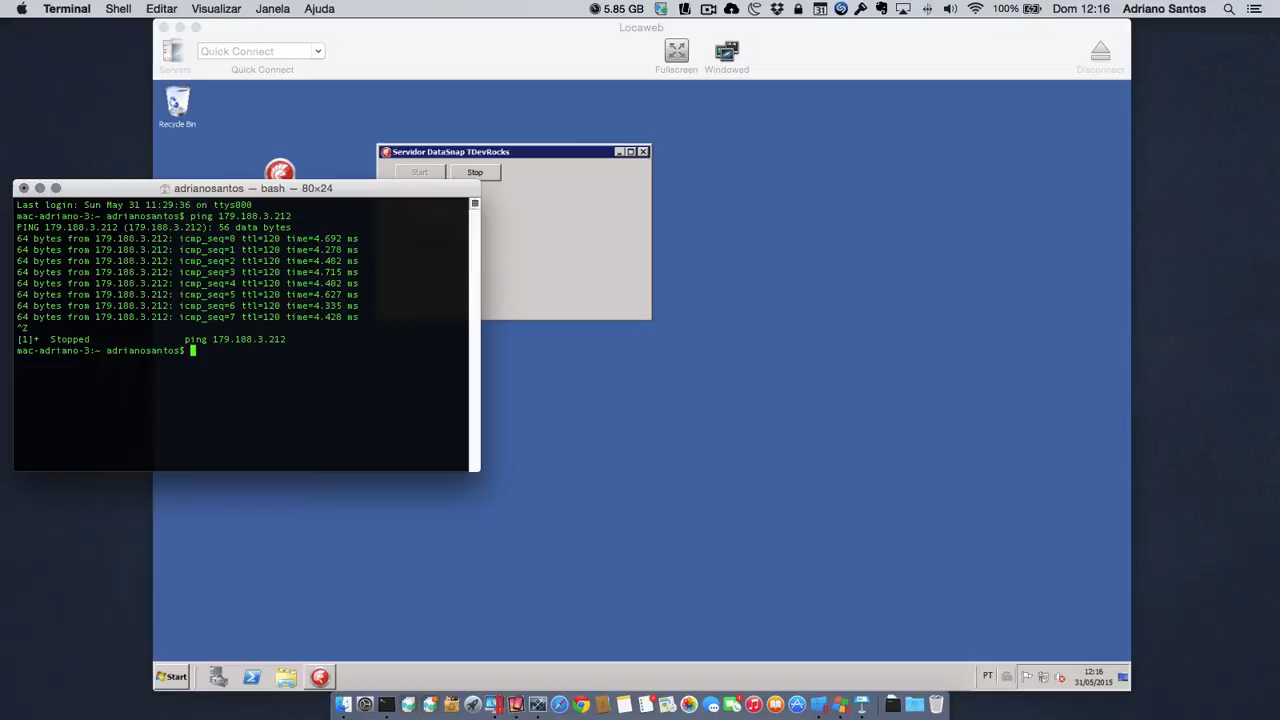 Terminal Shell Editar Visualizar Janela Ajuda 5.85 GB 31 100% Dom 12:16 Adriano Santos
Locaweb
Quick Connect
Servers Quick Connect Fullscreen Windowed Disconnect
Recycle Bin
Servidor DataSnap TDevRocks
Start Stop
adrianosantos — bash — 80×24
Last login: Sun May 31 11:29:36 on ttys000
mac-adriano-3:~ adrianosantos$ ping 179.188.3.212
PING 179.188.3.212 (179.188.3.212): 56 data bytes
64 bytes from 179.188.3.212: icmp_seq=0 ttl=120 time=4.692 ms
64 bytes from 179.188.3.212: icmp_seq=1 ttl=120 time=4.278 ms
64 bytes from 179.188.3.212: icmp_seq=2 ttl=120 time=4.482 ms
64 bytes from 179.188.3.212: icmp_seq=3 ttl=120 time=4.715 ms
64 bytes from 179.188.3.212: icmp_seq=4 ttl=120 time=4.402 ms
64 bytes from 179.188.3.212: icmp_seq=5 ttl=120 time=4.627 ms
64 bytes from 179.188.3.212: icmp_seq=6 ttl=120 time=4.335 ms
64 bytes from 179.188.3.212: icmp_seq=7 ttl=120 time=4.428 ms
^Z
[1]+ Stopped ping 179.188.3.212
mac-adriano-3:~ adrianosantos$
Start PT 12:16
31/05/2015